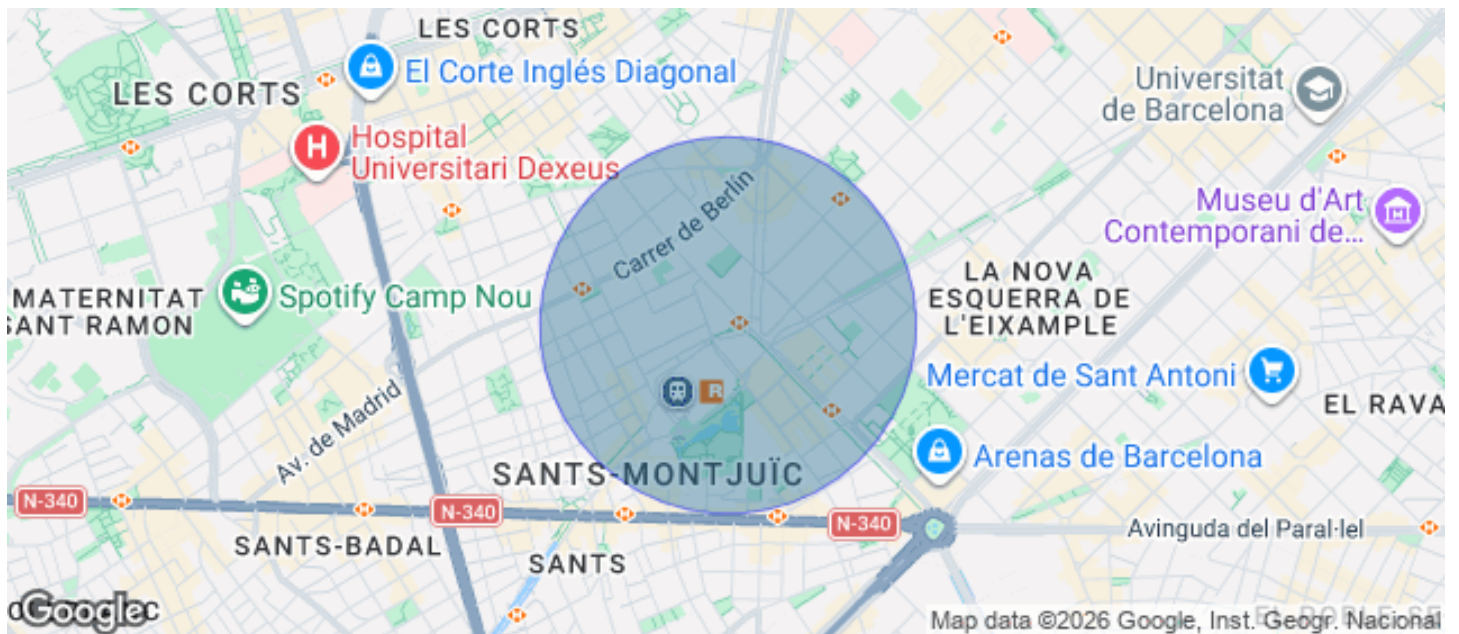 LES CORTS
El Corte Inglés Diagonal
LES CORTS
Universitat
de Barcelona
Hospital
Universitari Dexeus
Carrer de Berlín
Museu d'Art
Contemporani de...
LA NOVA
ESQUERRA DE
L'EIXAMPLE
MATERNITAT
SANT RAMON
Spotify Camp Nou
Mercat de Sant Antoni
R
EL RAVA
Av. de Madrid
Arenas de Barcelona
SANTS-MONTJUÏC
N-340
N-340
N-340
Avinguda del Paral·lel
SANTS-BADAL
SANTS
Google
Map data ©2026 Google, Inst. Geogr. Nacional